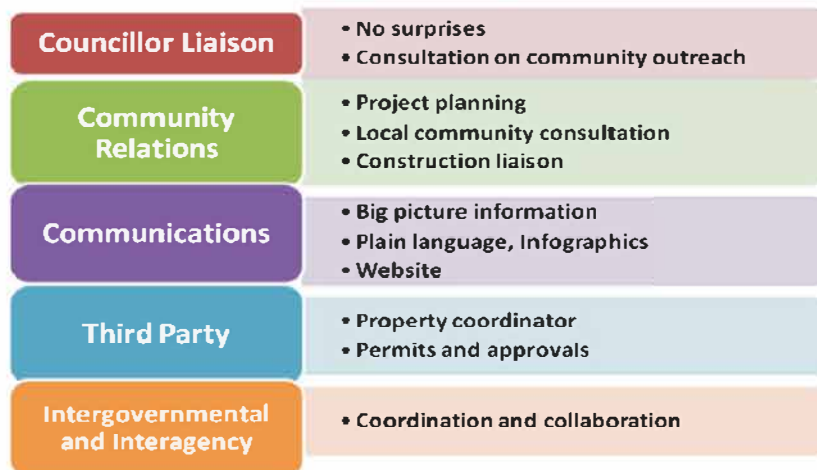 Councillor Liaison
• No surprises
• Consultation on community outreach
Community
Relations
• Project planning
• Local community consultation
• Construction liaison
Communications
• Big picture information
• Plain language, Infographics
• Website
Third Party
• Property coordinator
• Permits and approvals
Intergovernmental
and Interagency
• Coordination and collaboration